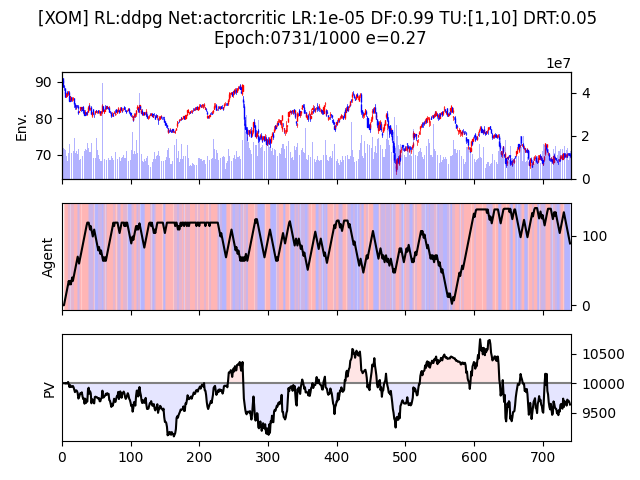 [XOM] RL:ddpg Net:actorcritic LR:1e-05 DF:0.99 TU:[1,10] DRT:0.05
Epoch:0731/1000 e=0.27
1e7
90
80
70
Env.
4
2
0
Agent
100
0
PV
10500
10000
9500
0 100 200 300 400 500 600 700